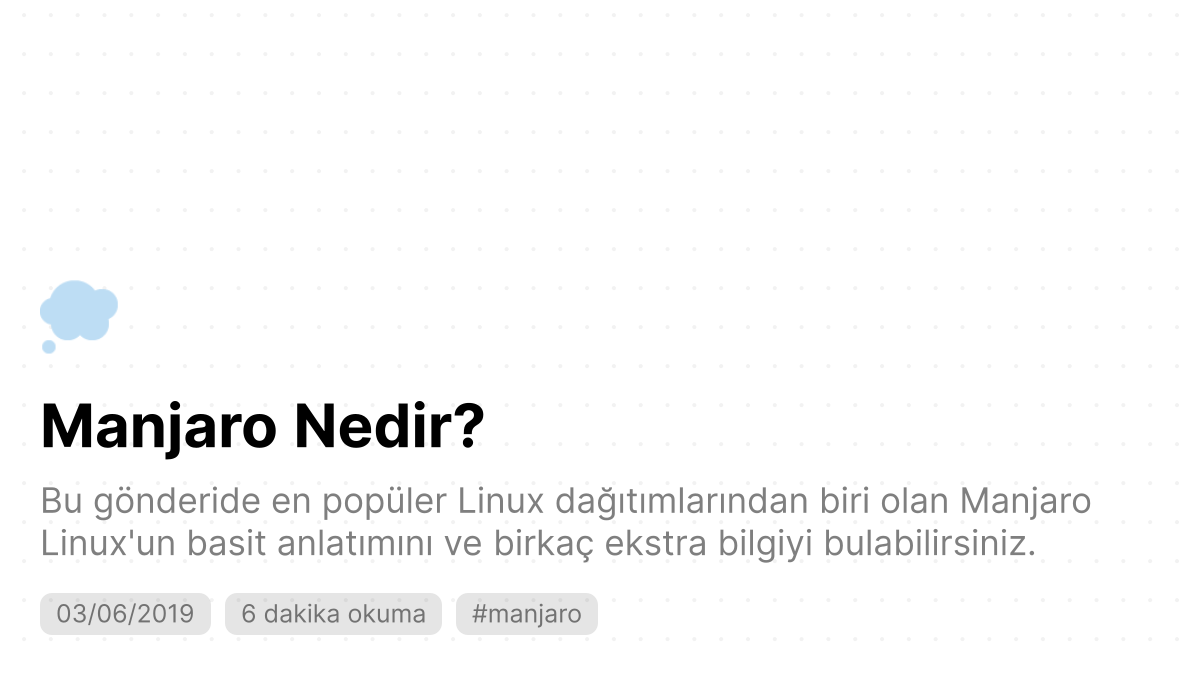 Manjaro Nedir?
Bu gönderide en popüler Linux dağıtımlarından biri olan Manjaro
Linux'un basit anlatımını ve birkaç ekstra bilgiyi bulabilirsiniz.
03/06/2019 6 dakika okuma #manjaro